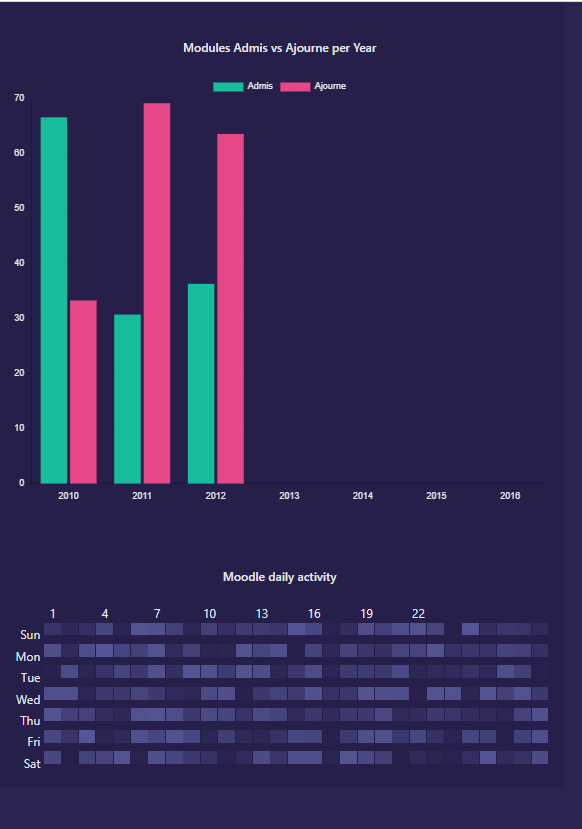 Modules Admis vs Ajourne per Year
Admis Ajourne
70
60
50
40
30
20
10
0
2010 2011 2012 2013 2014 2015 2016
Moodle daily activity
1 4 7 10 13 16 19 22
Sun
Mon
Tue
Wed
Thu
Fri
Sat